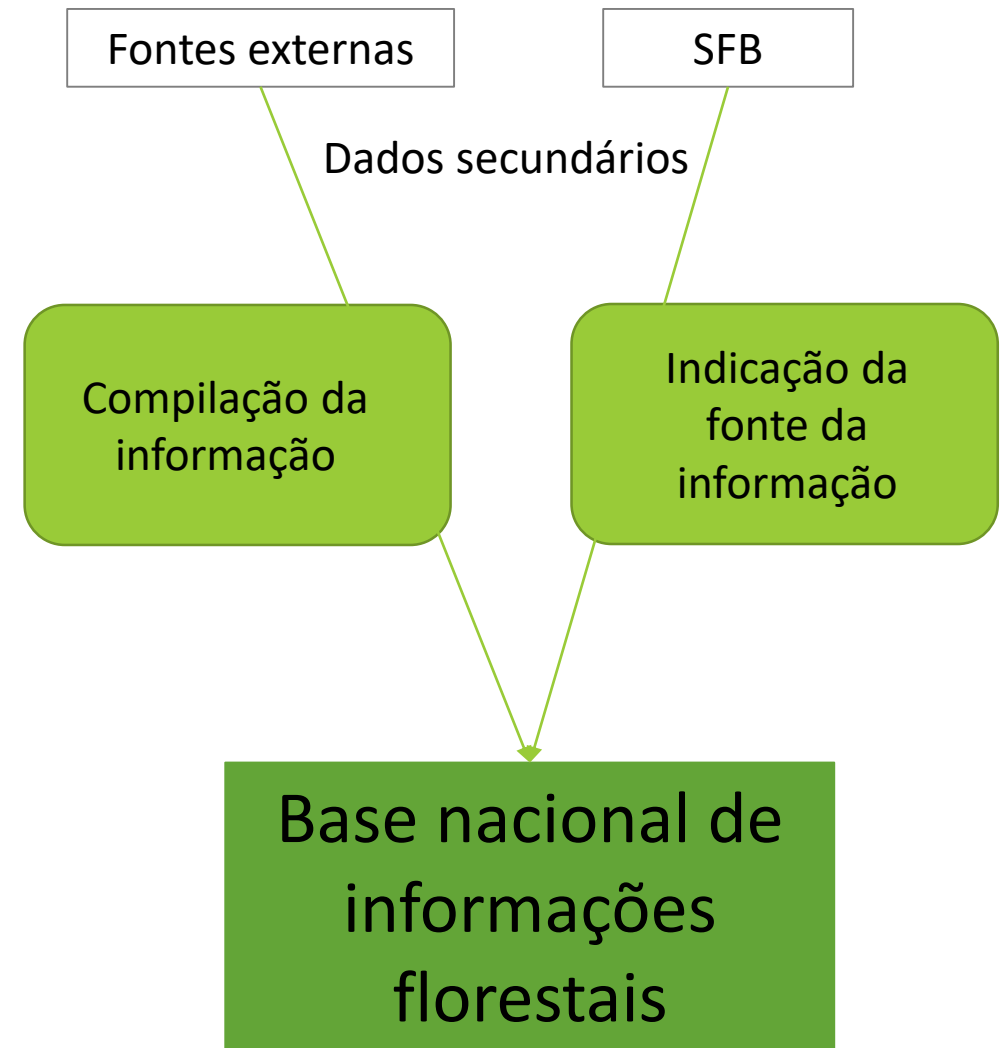 Fontes externas
SFB
Dados secundários
Compilação da
informação
Indicação da
fonte da
informação
Base nacional de
informações
florestais